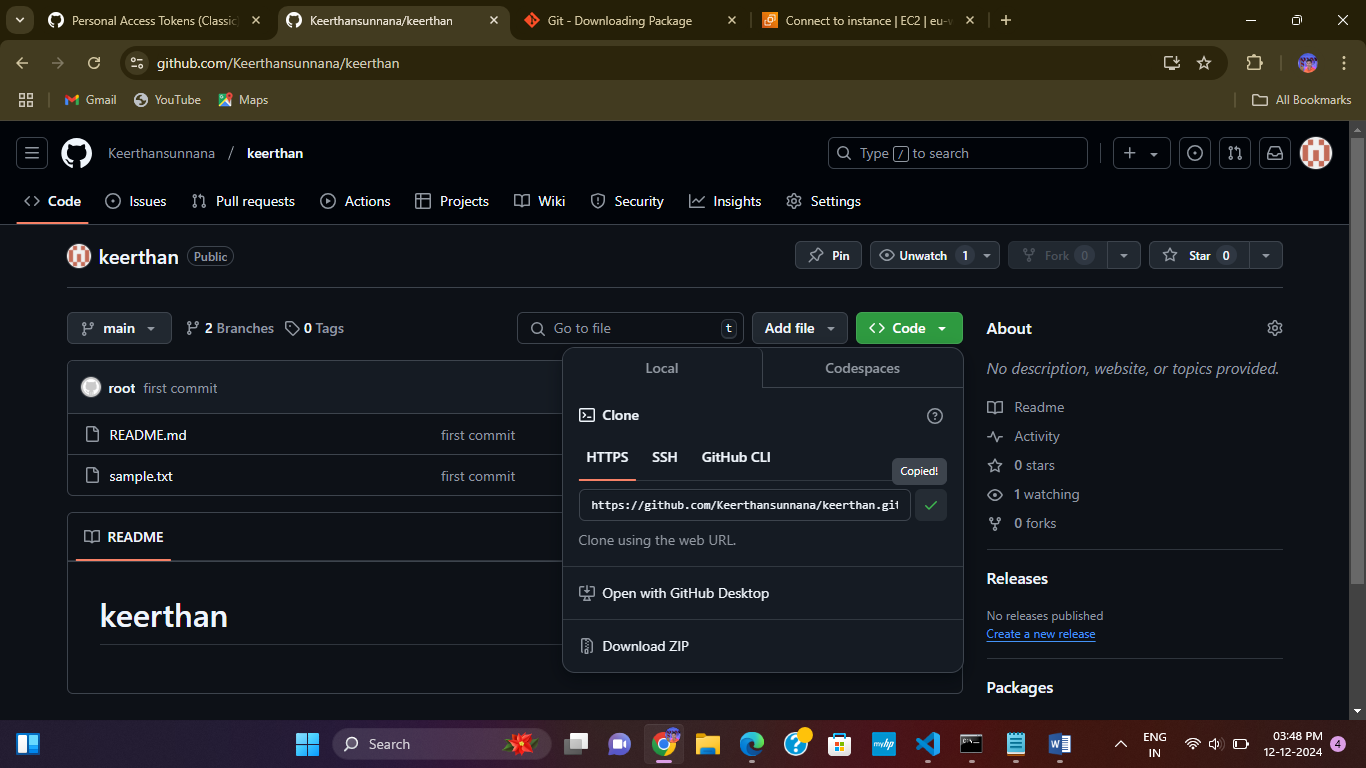 Personal Access Tokens (Classic)
Keerthansunnana/keerthan
Git - Downloading Package
Connect to instance | EC2 | eu-w
github.com/Keerthansunnana/keerthan
Gmail
YouTube
Maps
All Bookmarks
Keerthansunnana / keerthan
Type / to search
Code
Issues
Pull requests
Actions
Projects
Wiki
Security
Insights
Settings
keerthan Public
Pin
Unwatch 1
Fork 0
Star 0
main
2 Branches
0 Tags
Go to file t
Add file
Code
About
No description, website, or topics provided.
Readme
Activity
0 stars
1 watching
0 forks
Releases
No releases published
Create a new release
Packages
root first commit
README.md first commit
sample.txt first commit
README
keerthan
Local
Codespaces
Clone
HTTPS
SSH
GitHub CLI
Copied!
https://github.com/Keerthansunnana/keerthan.git
Clone using the web URL.
Open with GitHub Desktop
Download ZIP
Search
myhp
ENG
IN
03:48 PM
12-12-2024
4